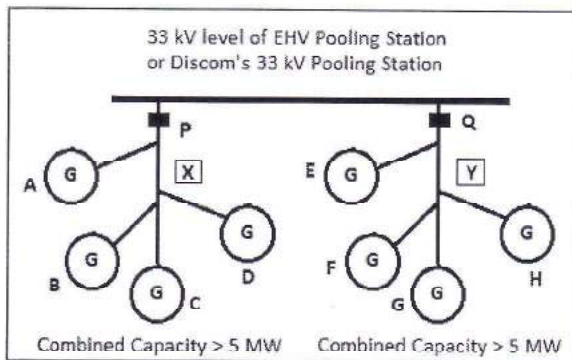 33 kV level of EHV Pooling Station
or Discom's 33 kV Pooling Station
P
Q
A
G
X
E
G
Y
G
D
G
H
B
G
F
G
G
C
G
G
Combined Capacity > 5 MW
Combined Capacity > 5 MW